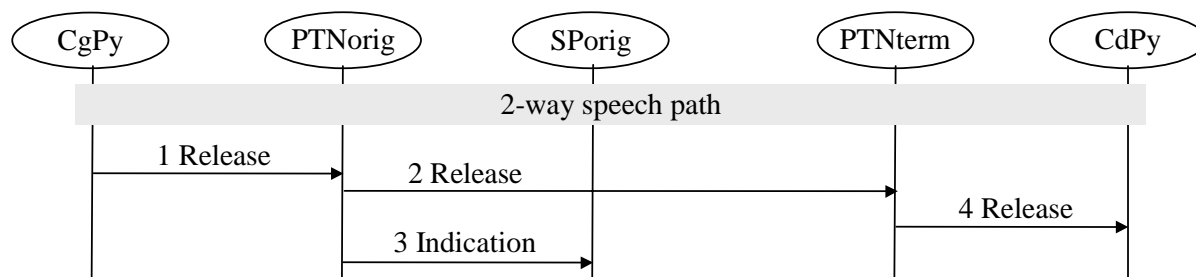 CgPy PTNorig SPorig PTNterm CdPy
2-way speech path
1 Release
2 Release
4 Release
3 Indication